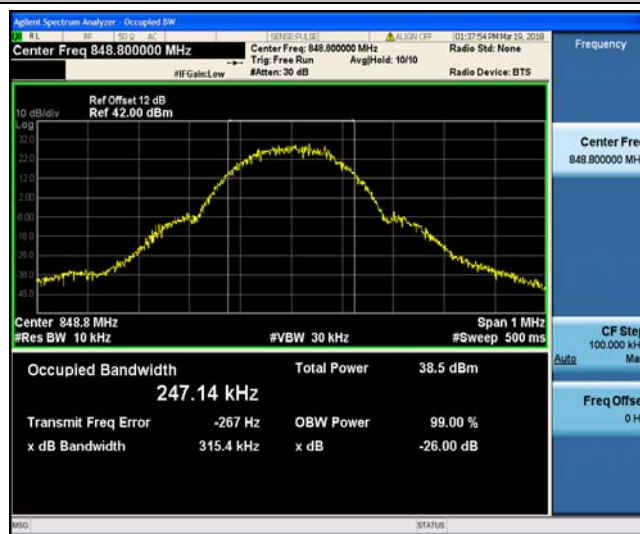 Agilent Spectrum Analyzer - Occupied BW
RL RF 50 Ω AC SENSE:PULSE ALIGN OFF 01:37:54 PM Mar 19, 2018
Center Freq 848.800000 MHz
Center Freq: 848.800000 MHz
Radio Std: None
Trig: Free Run
Avg|Hold: 10/10
#IFGain:Low
#Atten: 30 dB
Radio Device: BTS
Frequency
Ref Offset 12 dB
10 dB/div
Ref 42.00 dBm
Log
32.0
22.0
12.0
2.00
-8.00
-18.0
-28.0
-38.0
-48.0
Center 848.8 MHz
Span 1 MHz
#Res BW 10 kHz
#VBW 30 kHz
#Sweep 500 ms
Occupied Bandwidth
247.14 kHz
Total Power 38.5 dBm
Transmit Freq Error -267 Hz
OBW Power 99.00 %
x dB Bandwidth 315.4 kHz
x dB -26.00 dB
Center Fre
848.800000 MH
CF Ste
100.000 kH
Auto Ma
Freq Offse
0 H
MSG
STATUS